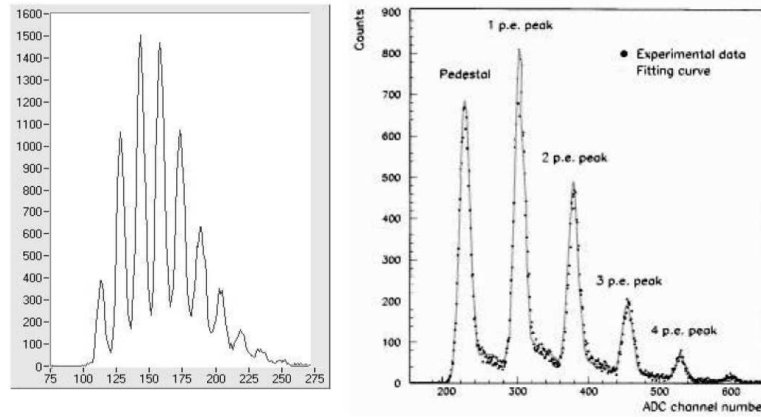 1600
1500
1400
1300
1200
1100
1000
900
800
700
600
500
400
300
200
100
0
75 100 125 150 175 200 225 250 275
Counts
900
800
700
600
500
400
300
200
100
0
Pedestal
1 p.e. peak
2 p.e. peak
3 p.e. peak
4 p.e. peak
Experimental data
Fitting curve
200 300 400 500 600
ADC channel number